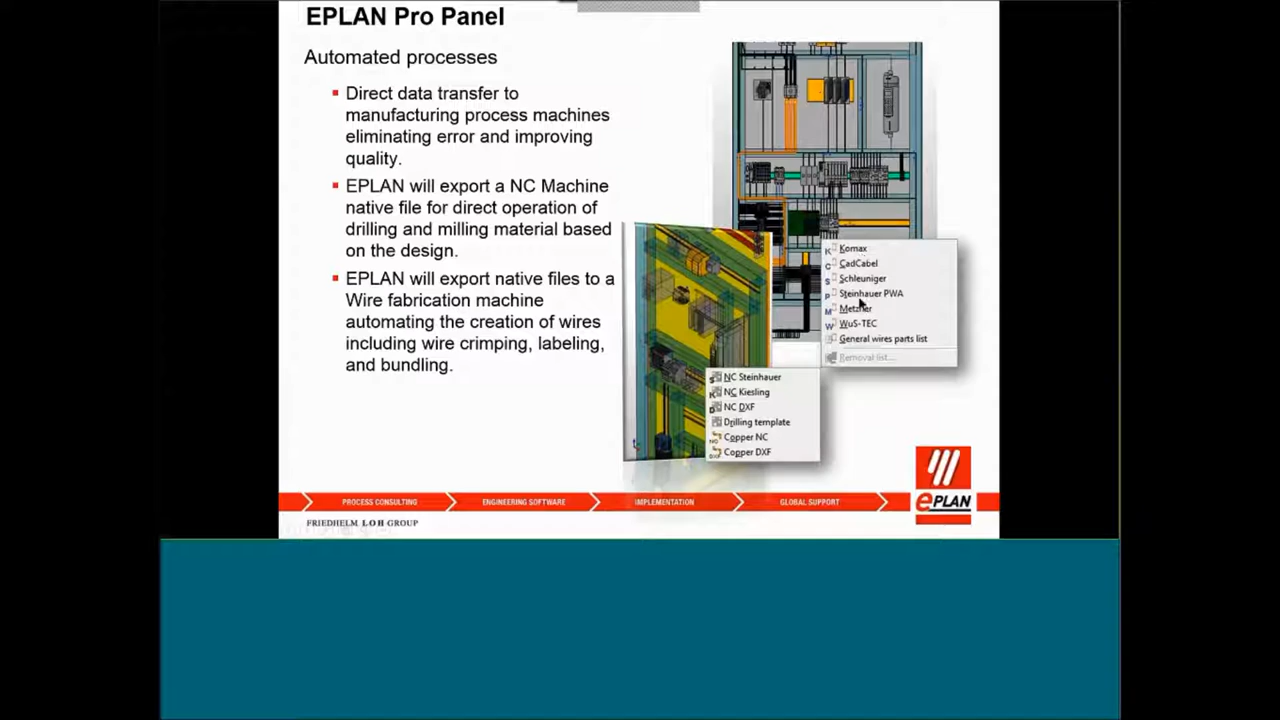 EPLAN Pro Panel
Automated processes
Direct data transfer to
manufacturing process machines
eliminating error and improving
quality.
EPLAN will export a NC Machine
native file for direct operation of
drilling and milling material based
on the design.
EPLAN will export native files to a
Wire fabrication machine
automating the creation of wires
including wire crimping, labeling,
and bundling.
Komax
CadCabel
Schleuniger
Steinhauer PWA
Metzner
WuS-TEC
General wires parts list
Removal list...
NC Steinhauer
NC Kiesling
NC DXF
Drilling template
Copper NC
Copper DXF
PROCESS CONSULTING
ENGINEERING SOFTWARE
IMPLEMENTATION
GLOBAL SUPPORT
ePLAN
FRIEDHELM LOH GROUP